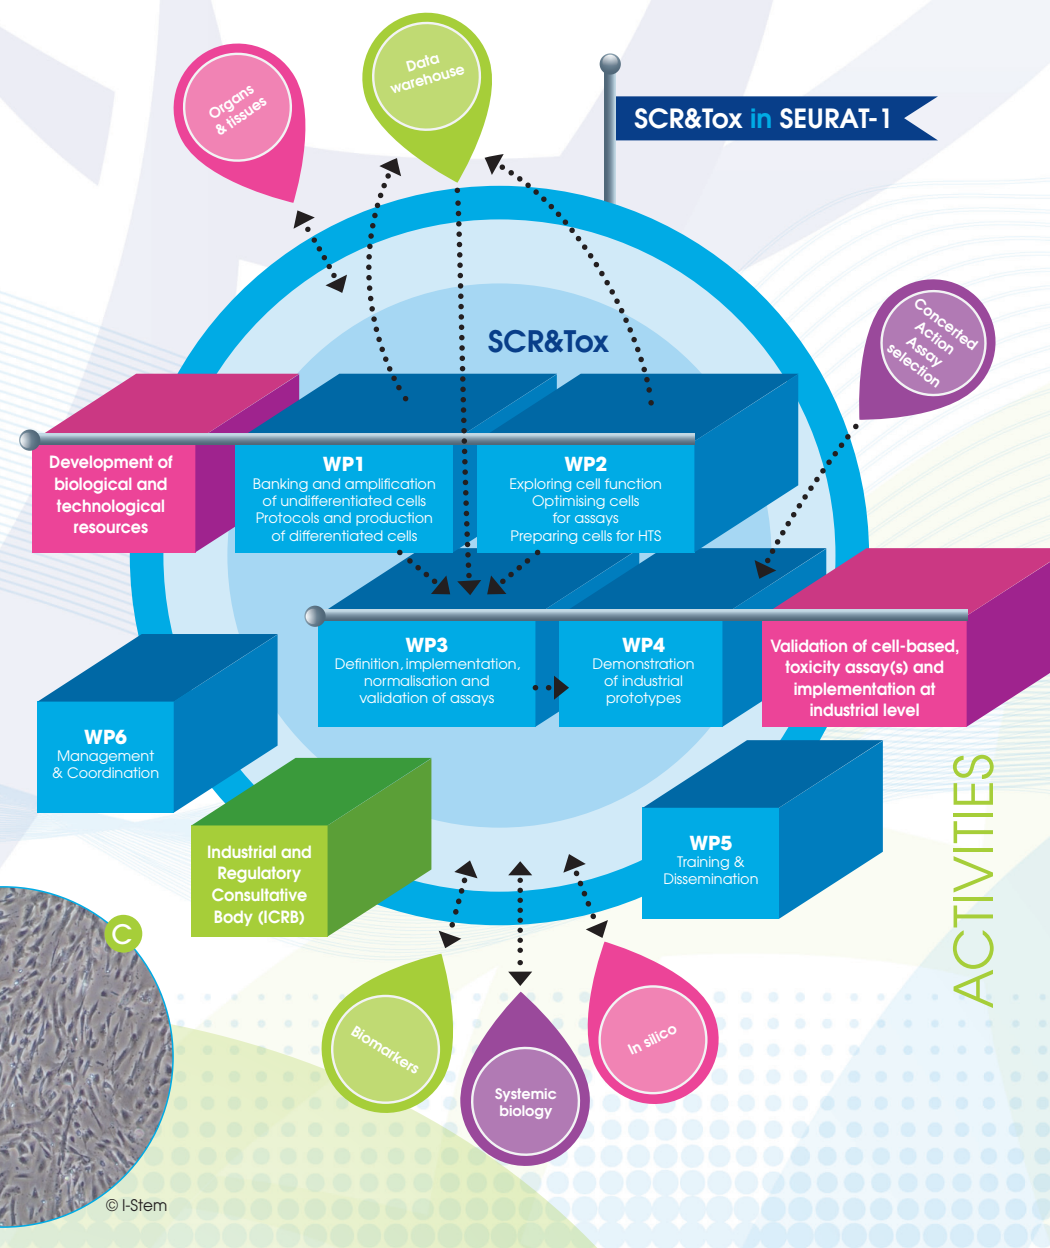 Organs
& tissues
Data
warehouse
SCR&Tox in SEURAT-1
Concerted
Action
Assay
selection
SCR&Tox
Development of
biological and
technological
resources
WP1
Banking and amplification
of undifferentiated cells
Protocols and production
of differentiated cells
WP2
Exploring cell function
Optimising cells
for assays
Preparing cells for HTS
WP3
Definition, implementation,
normalisation and
validation of assays
WP4
Demonstration
of industrial
prototypes
Validation of cell-based,
toxicity assay(s) and
implementation at
industrial level
WP6
Management
& Coordination
Industrial and
Regulatory
Consultative
Body (ICRB)
WP5
Training &
Dissemination
ACTIVITIES
C
Biomarkers
Systemic
biology
In silico
© I-Stem